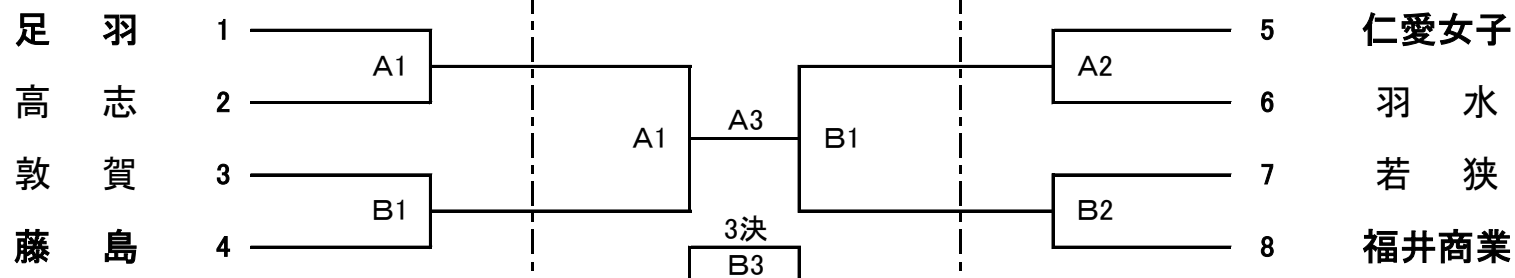 足 羽 1 5 仁愛女子
A1 A2
高 志 2 6 羽 水
A1 A3 B1
敦 賀 3 7 若 狭
B1 B2
3決
藤 島 4 8 福井商業
B3